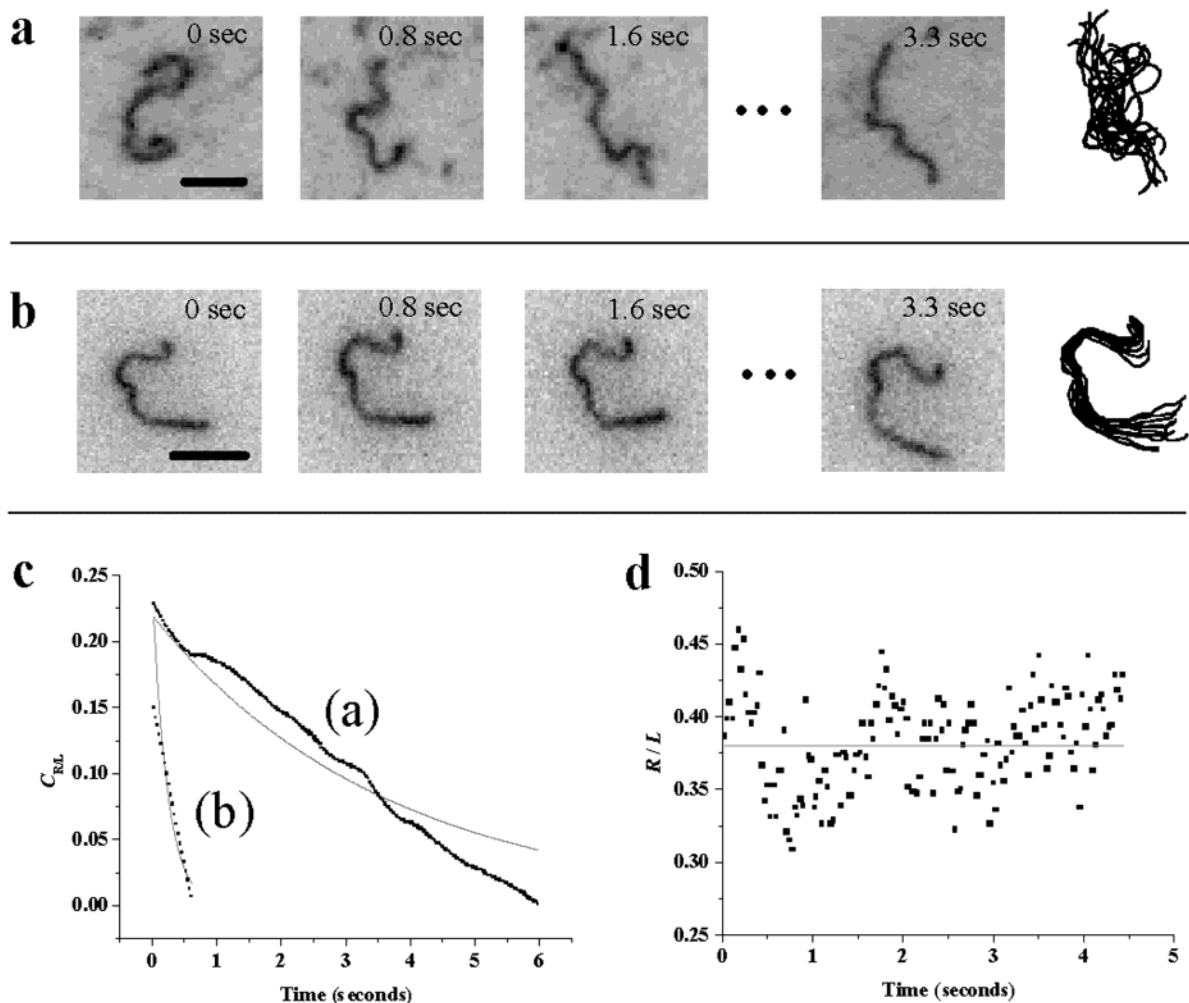 a
0 sec 0.8 sec 1.6 sec 3.3 sec
b
0 sec 0.8 sec 1.6 sec 3.3 sec
c
0.25
0.20
0.15
0.10
0.05
0.00
C_{R/L}
(a)
(b)
0 1 2 3 4 5 6
Time (seconds)
d
0.50
0.45
0.40
0.35
0.30
0.25
R / L
0 1 2 3 4 5
Time (seconds)